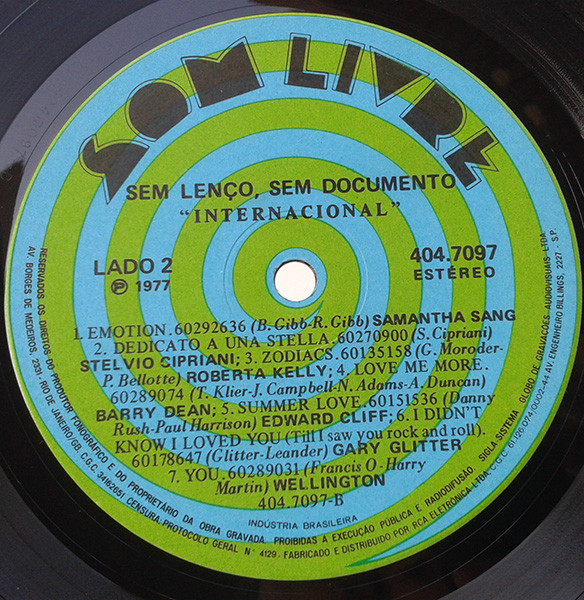 SOM LIVRE
SEM LENÇO, SEM DOCUMENTO
"INTERNACIONAL"
LADO 2
Ⓟ 1977
404.7097
ESTÉREO
1. EMOTION.60292636 (B. Gibb-R. Gibb) SAMANTHA SANG
2. DEDICATO A UNA STELLA.60270900 (S. Cipriani)
STELVIO CIPRIANI; 3. ZODIACS.60135158 (G. Moroder-
P. Bellotte) ROBERTA KELLY; 4. LOVE ME MORE.
60289074 (T. Klier-J. Campbell-N. Adams-A. Duncan)
BARRY DEAN; 5. SUMMER LOVE.60151536 (Danny
Rush-Paul Harrison) EDWARD CLIFF; 6. I DIDN'T
KNOW I LOVED YOU (Till I saw you rock and roll).
60178647 (Glitter-Leander) GARY GLITTER
7. YOU.60289031 (Francis O-Harry
Martin) WELLINGTON
404.7097-B
INDÚSTRIA BRASILEIRA
RESERVADOS OS DIREITOS DO PRODUTOR FONOGRÁFICO E DO PROPRIETÁRIO DA OBRA GRAVADA. PROIBIDAS A EXECUÇÃO PÚBLICA E RADIODIFUSÃO. SIGLA-SISTEMA GLOBO DE GRAVAÇÕES AUDIOVISUAIS LTDA.
AV. BORGES DE MEDEIROS, RIO DE JANEIRO/GB. C.G.C. CENSURA.PROTOCOLO GERAL Nº 4129. FABRICADO E DISTRIBUIDO POR RCA ELETRÔNICA LTDA C.G.C. AV. ENGENHEIRO BILLINGS, 2227 - S.P.